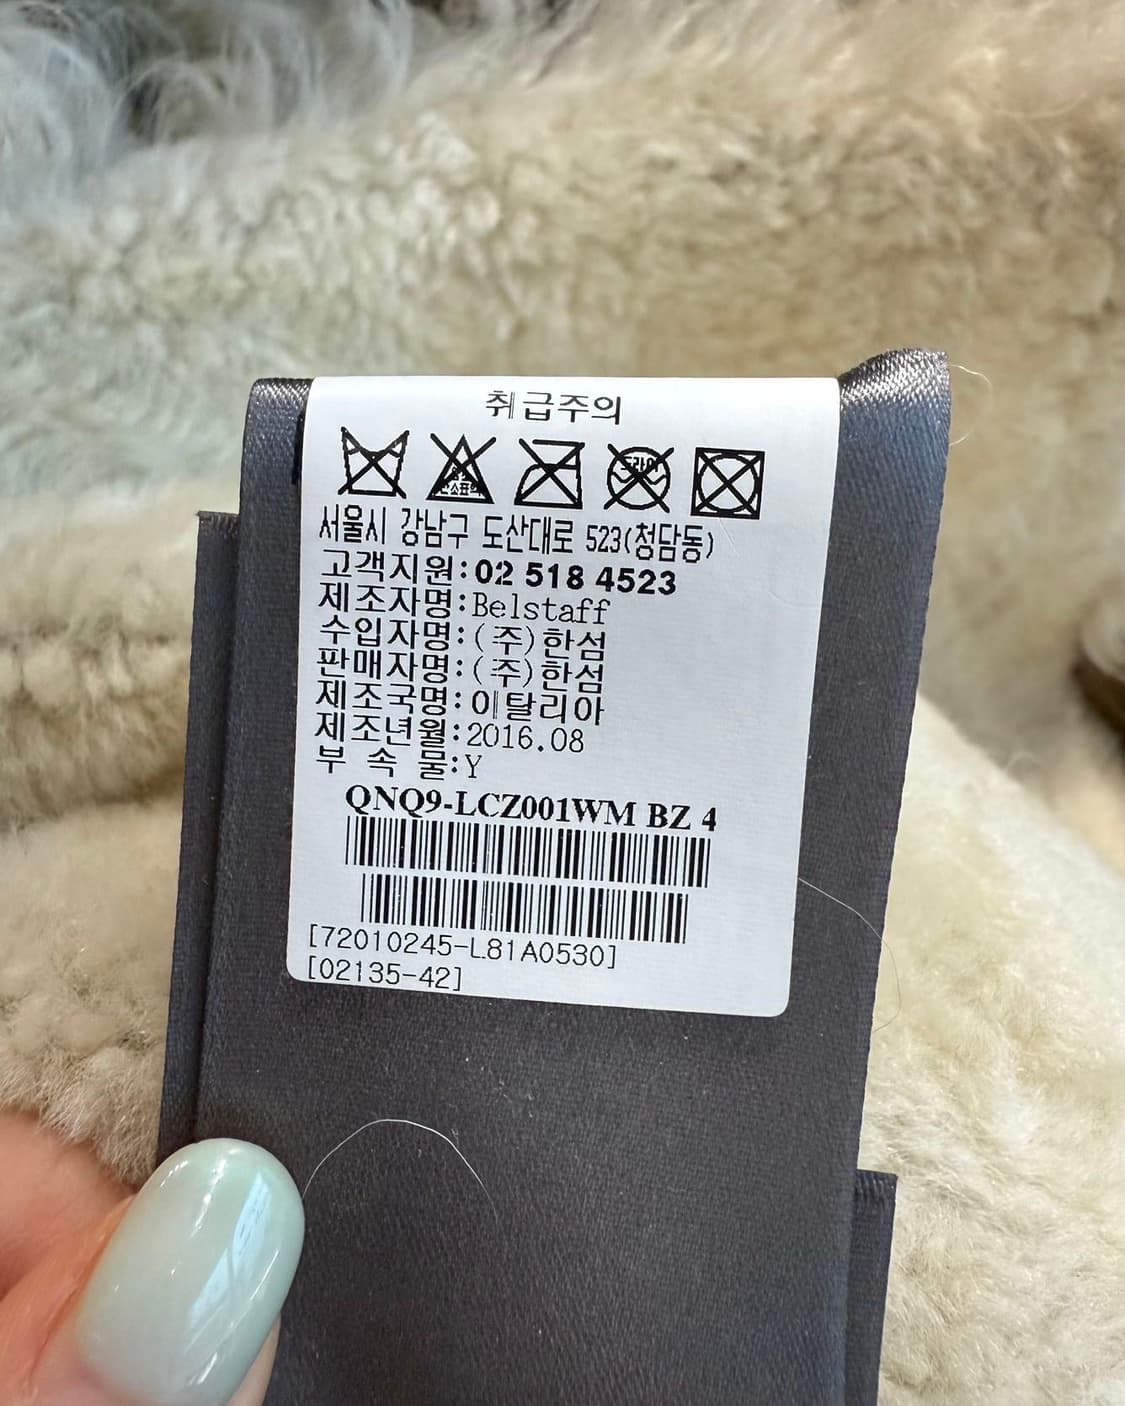 취급주의
드라이
서울시 강남구 도산대로 523(청담동)
고객지원:02 518 4523
제조자명:Belstaff
수입자명:(주)한섬
판매자명:(주)한섬
제조국명:이탈리아
제조년월:2016.08
부 속 물:Y
QNQ9-LCZ001WM BZ 4
[72010245-L81A0530]
[02135-42]